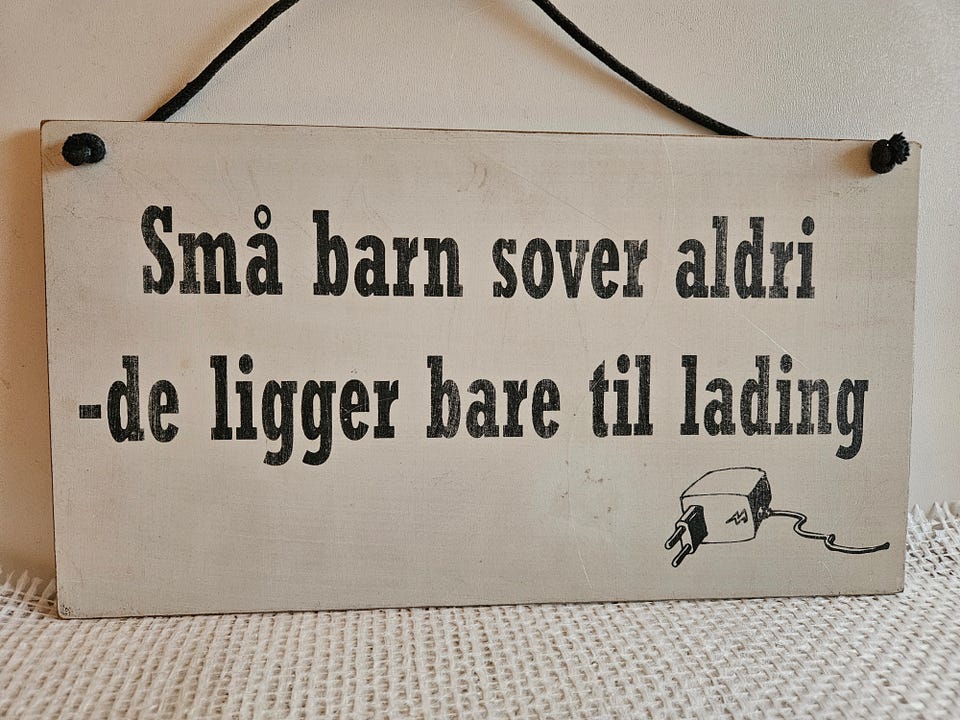 Små barn sover aldri
-de ligger bare til lading